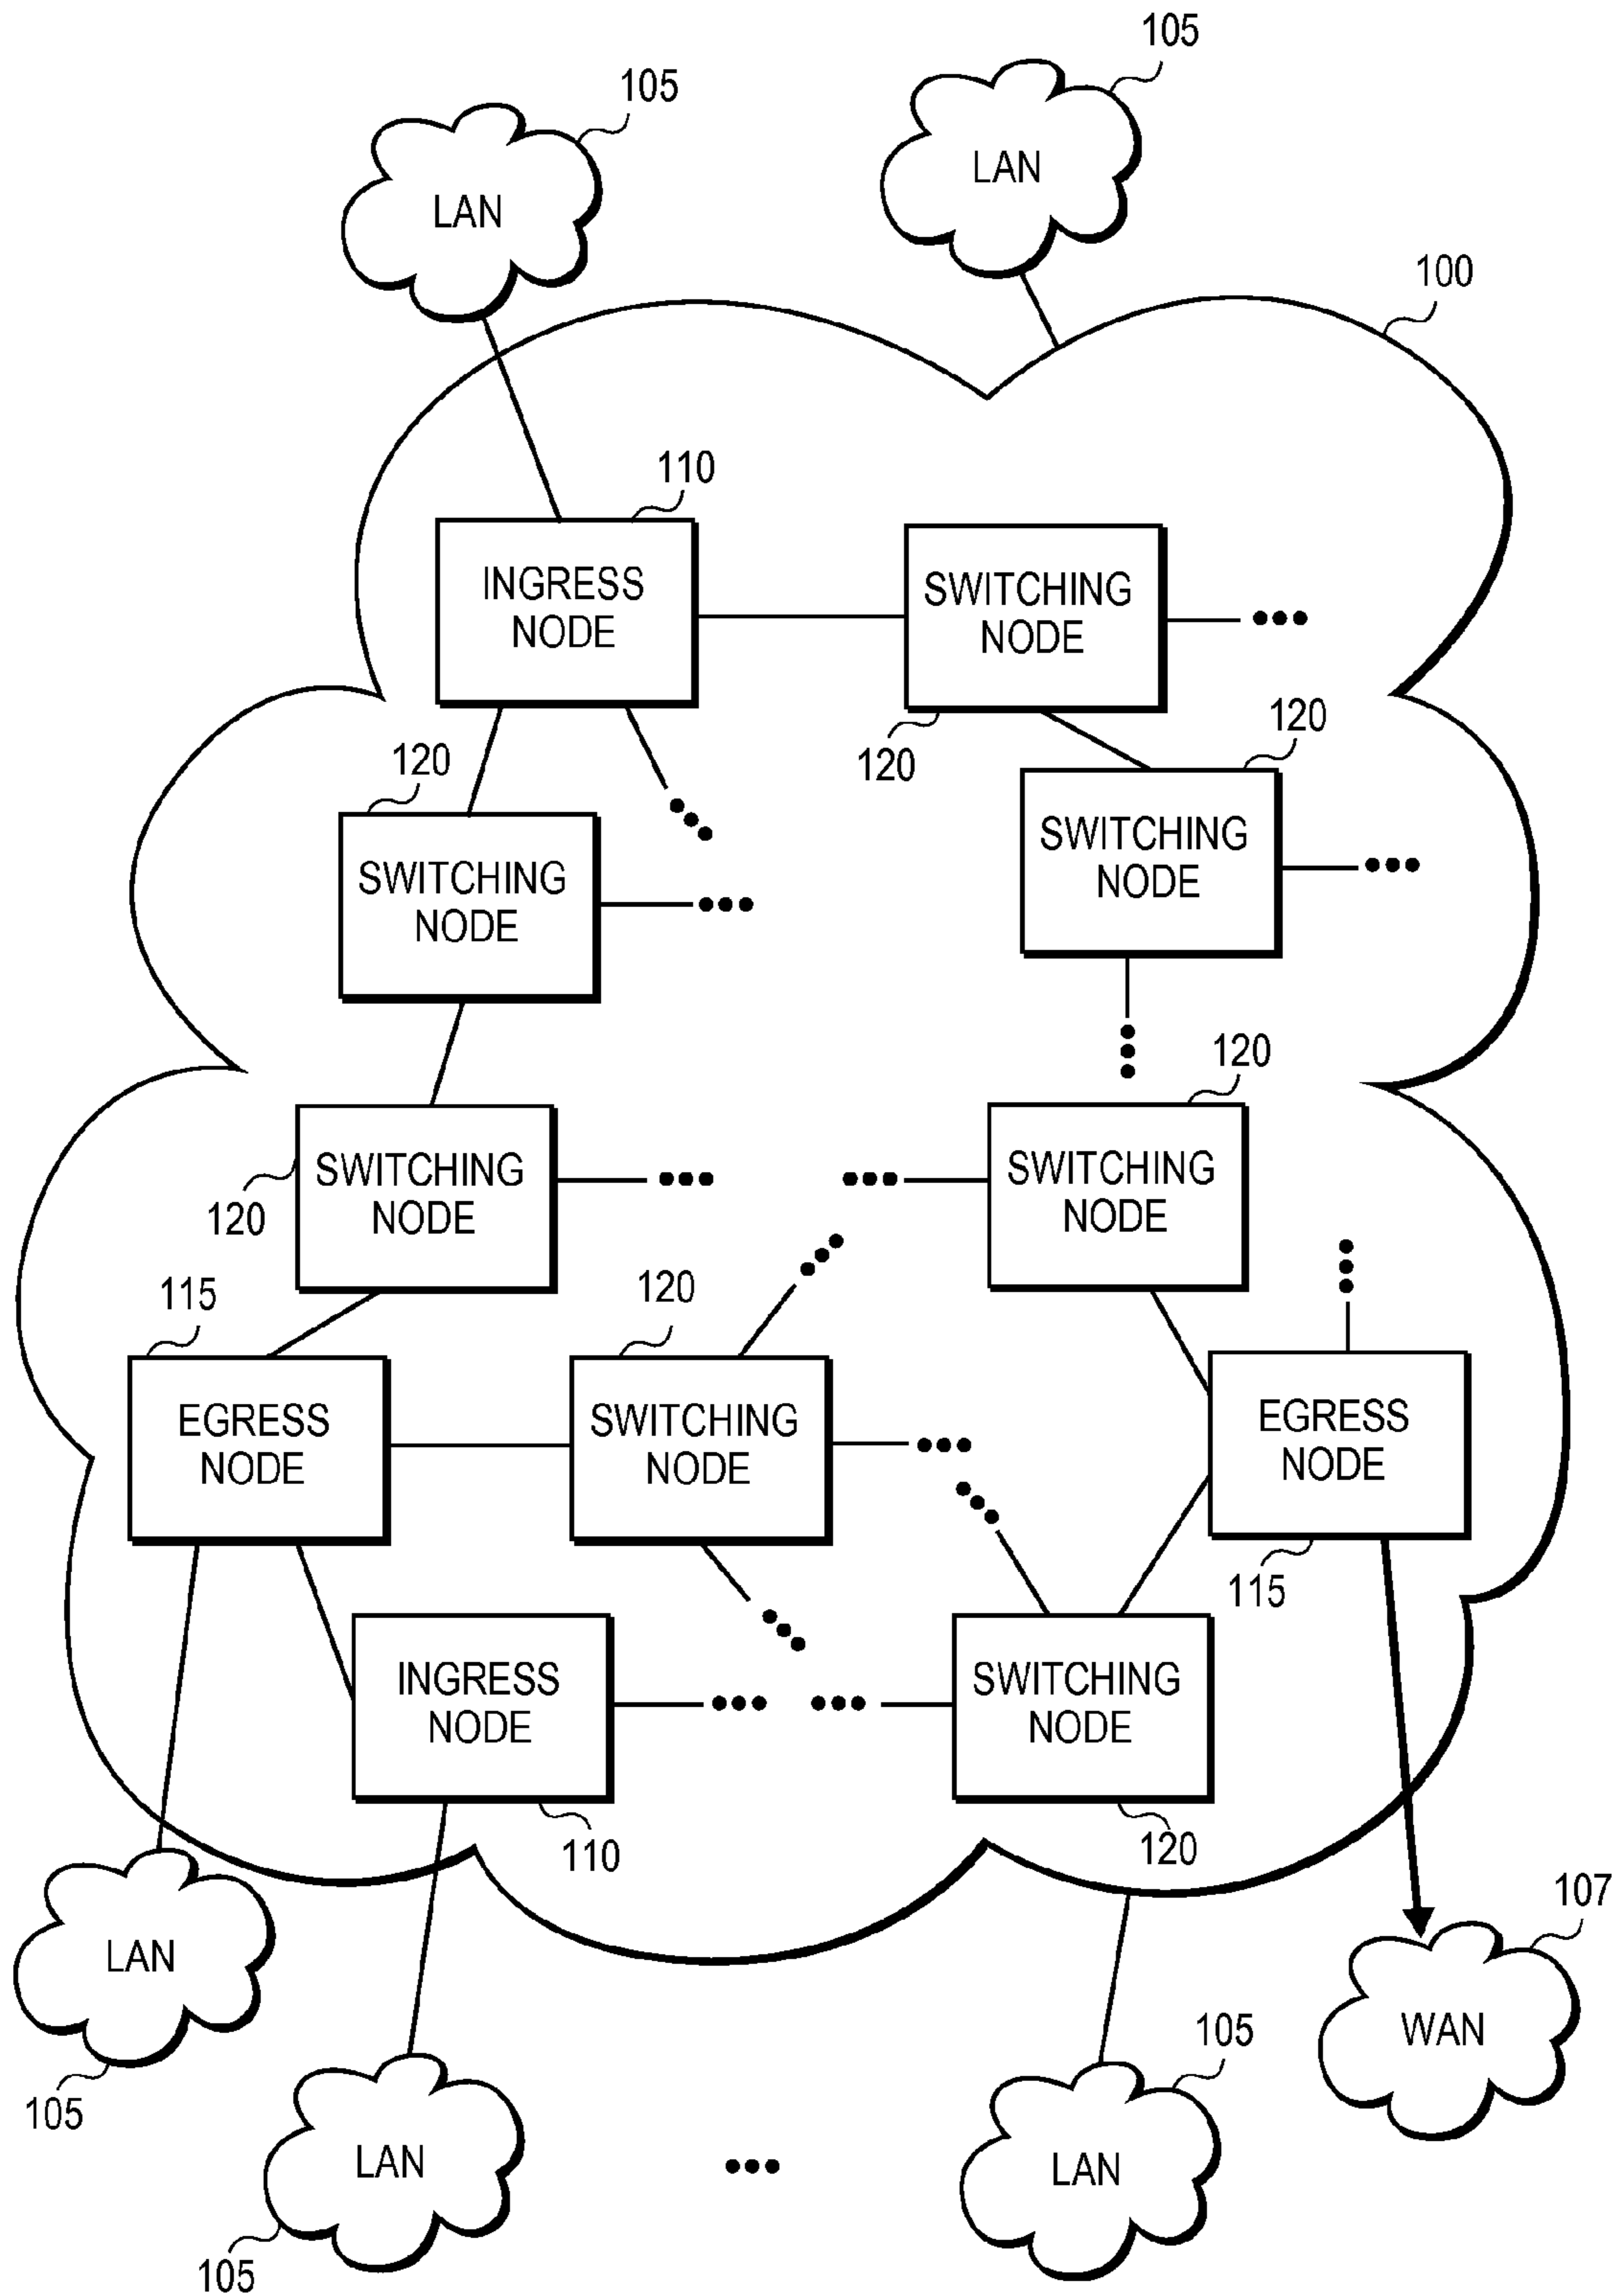 105
105
LAN
LAN
100
110
INGRESS
NODE
SWITCHING
NODE
120
120
120
SWITCHING
NODE
SWITCHING
NODE
120
SWITCHING
NODE
120
SWITCHING
NODE
115
120
EGRESS
NODE
SWITCHING
NODE
EGRESS
NODE
115
INGRESS
NODE
SWITCHING
NODE
110
120
107
LAN
WAN
105
105
LAN
LAN
105